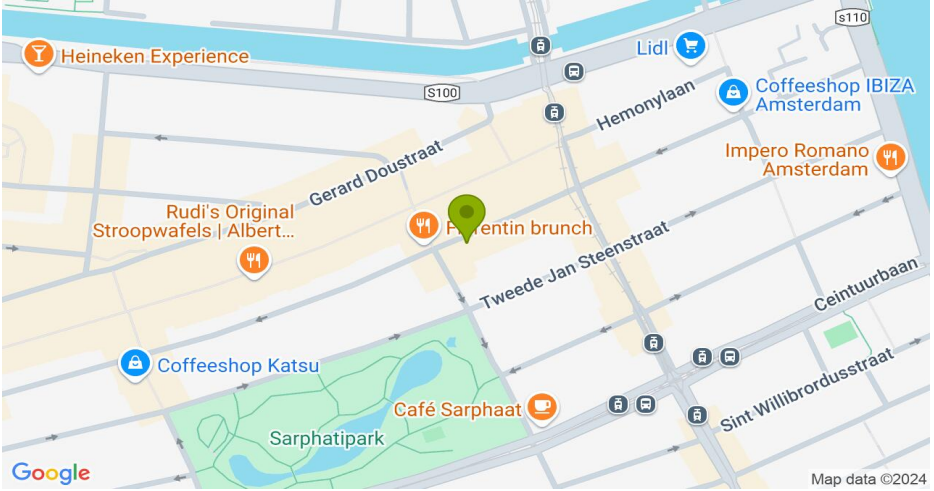 s110
Lidl
Heineken Experience
S100
Coffeeshop IBIZA
Amsterdam
Hemonylaan
Gerard Doustraat
Impero Romano
Amsterdam
Rudi's Original
Stroopwafels | Albert...
brunch
Tweede Jan Steenstraat
Ceintuurbaan
Coffeeshop Katsu
Sint Willibrordusstraat
Café Sarphaat
Sarphatipark
Google
Map data ©2024